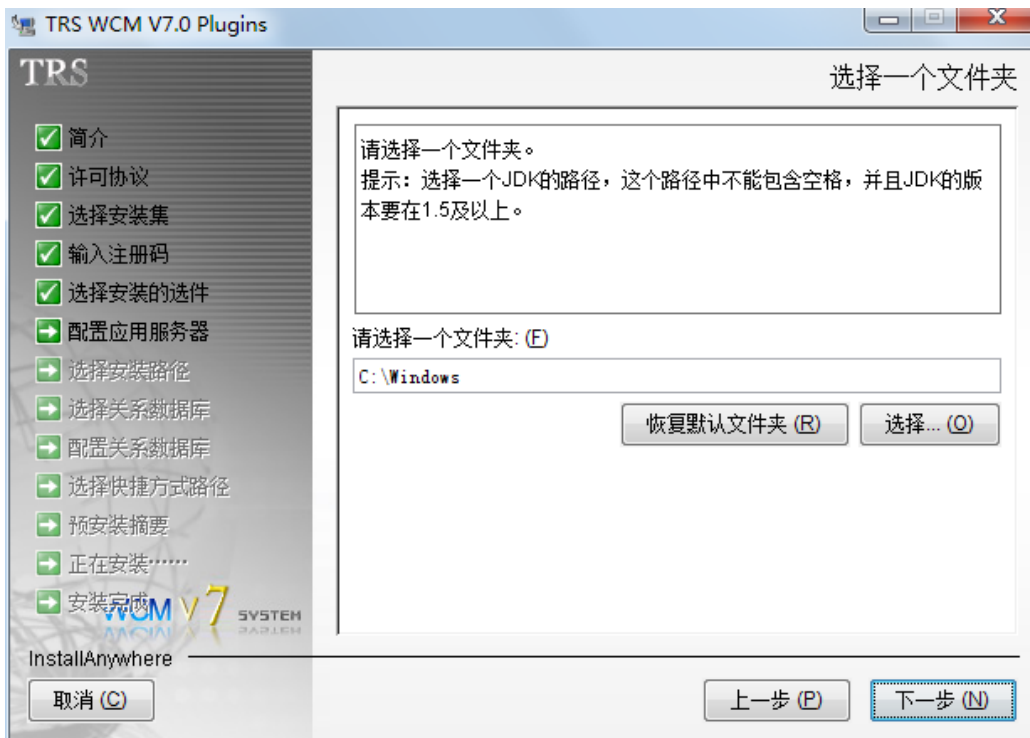 TRS WCM V7.0 Plugins
TRS
选择一个文件夹
简介
许可协议
选择安装集
输入注册码
选择安装的选件
配置应用服务器
选择安装路径
选择关系数据库
配置关系数据库
选择快捷方式路径
预安装摘要
正在安装……
安装完成
WCM V7 SYSTEM
请选择一个文件夹。
提示：选择一个JDK的路径，这个路径中不能包含空格，并且JDK的版
本要在1.5及以上。
请选择一个文件夹: (F)
C:\Windows
恢复默认文件夹 (R)
选择... (O)
InstallAnywhere
取消 (C)
上一步 (P)
下一步 (N)